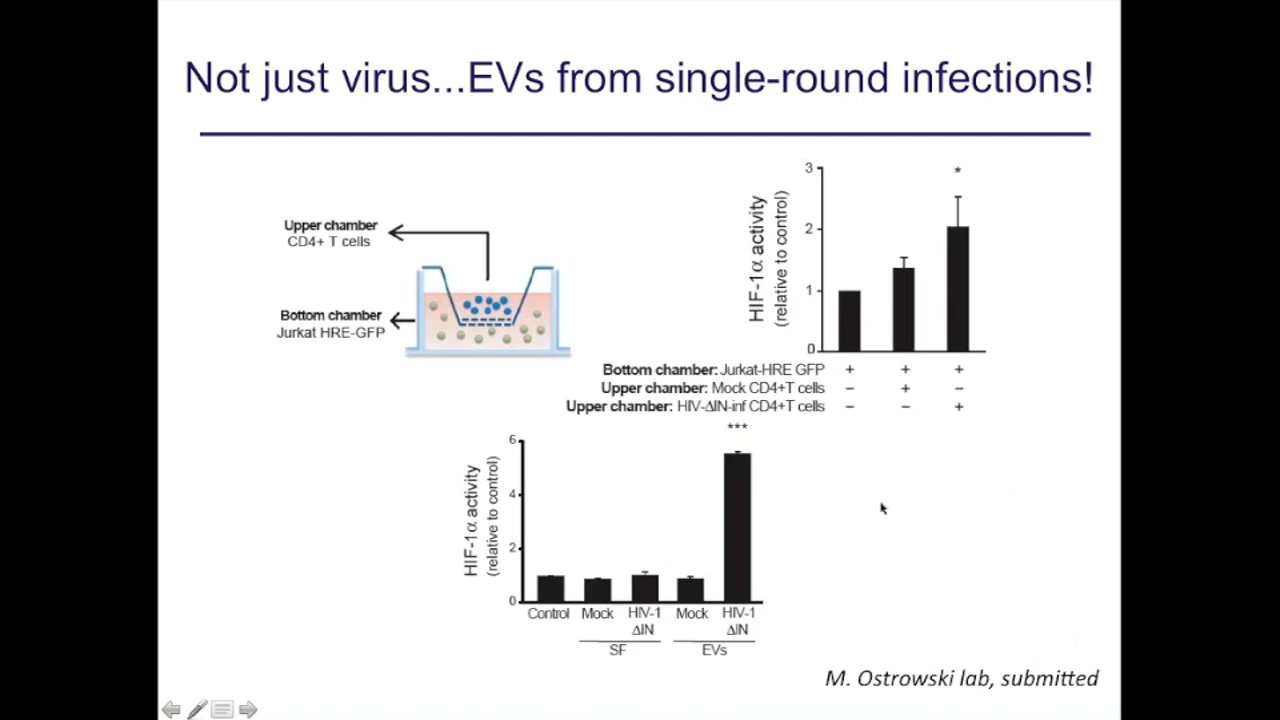 Not just virus...EVs from single-round infections!
Upper chamber
CD4+ T cells
Bottom chamber
Jurkat HRE-GFP
HIF-1α activity
(relative to control)
3
2
1
0
*
Bottom chamber: Jurkat-HRE GFP + + +
Upper chamber: Mock CD4+T cells – + –
Upper chamber: HIV-ΔIN-inf CD4+T cells – – +
HIF-1α activity
(relative to control)
6
4
2
0
***
Control Mock HIV-1 Mock HIV-1
ΔIN ΔIN
SF EVs
M. Ostrowski lab, submitted